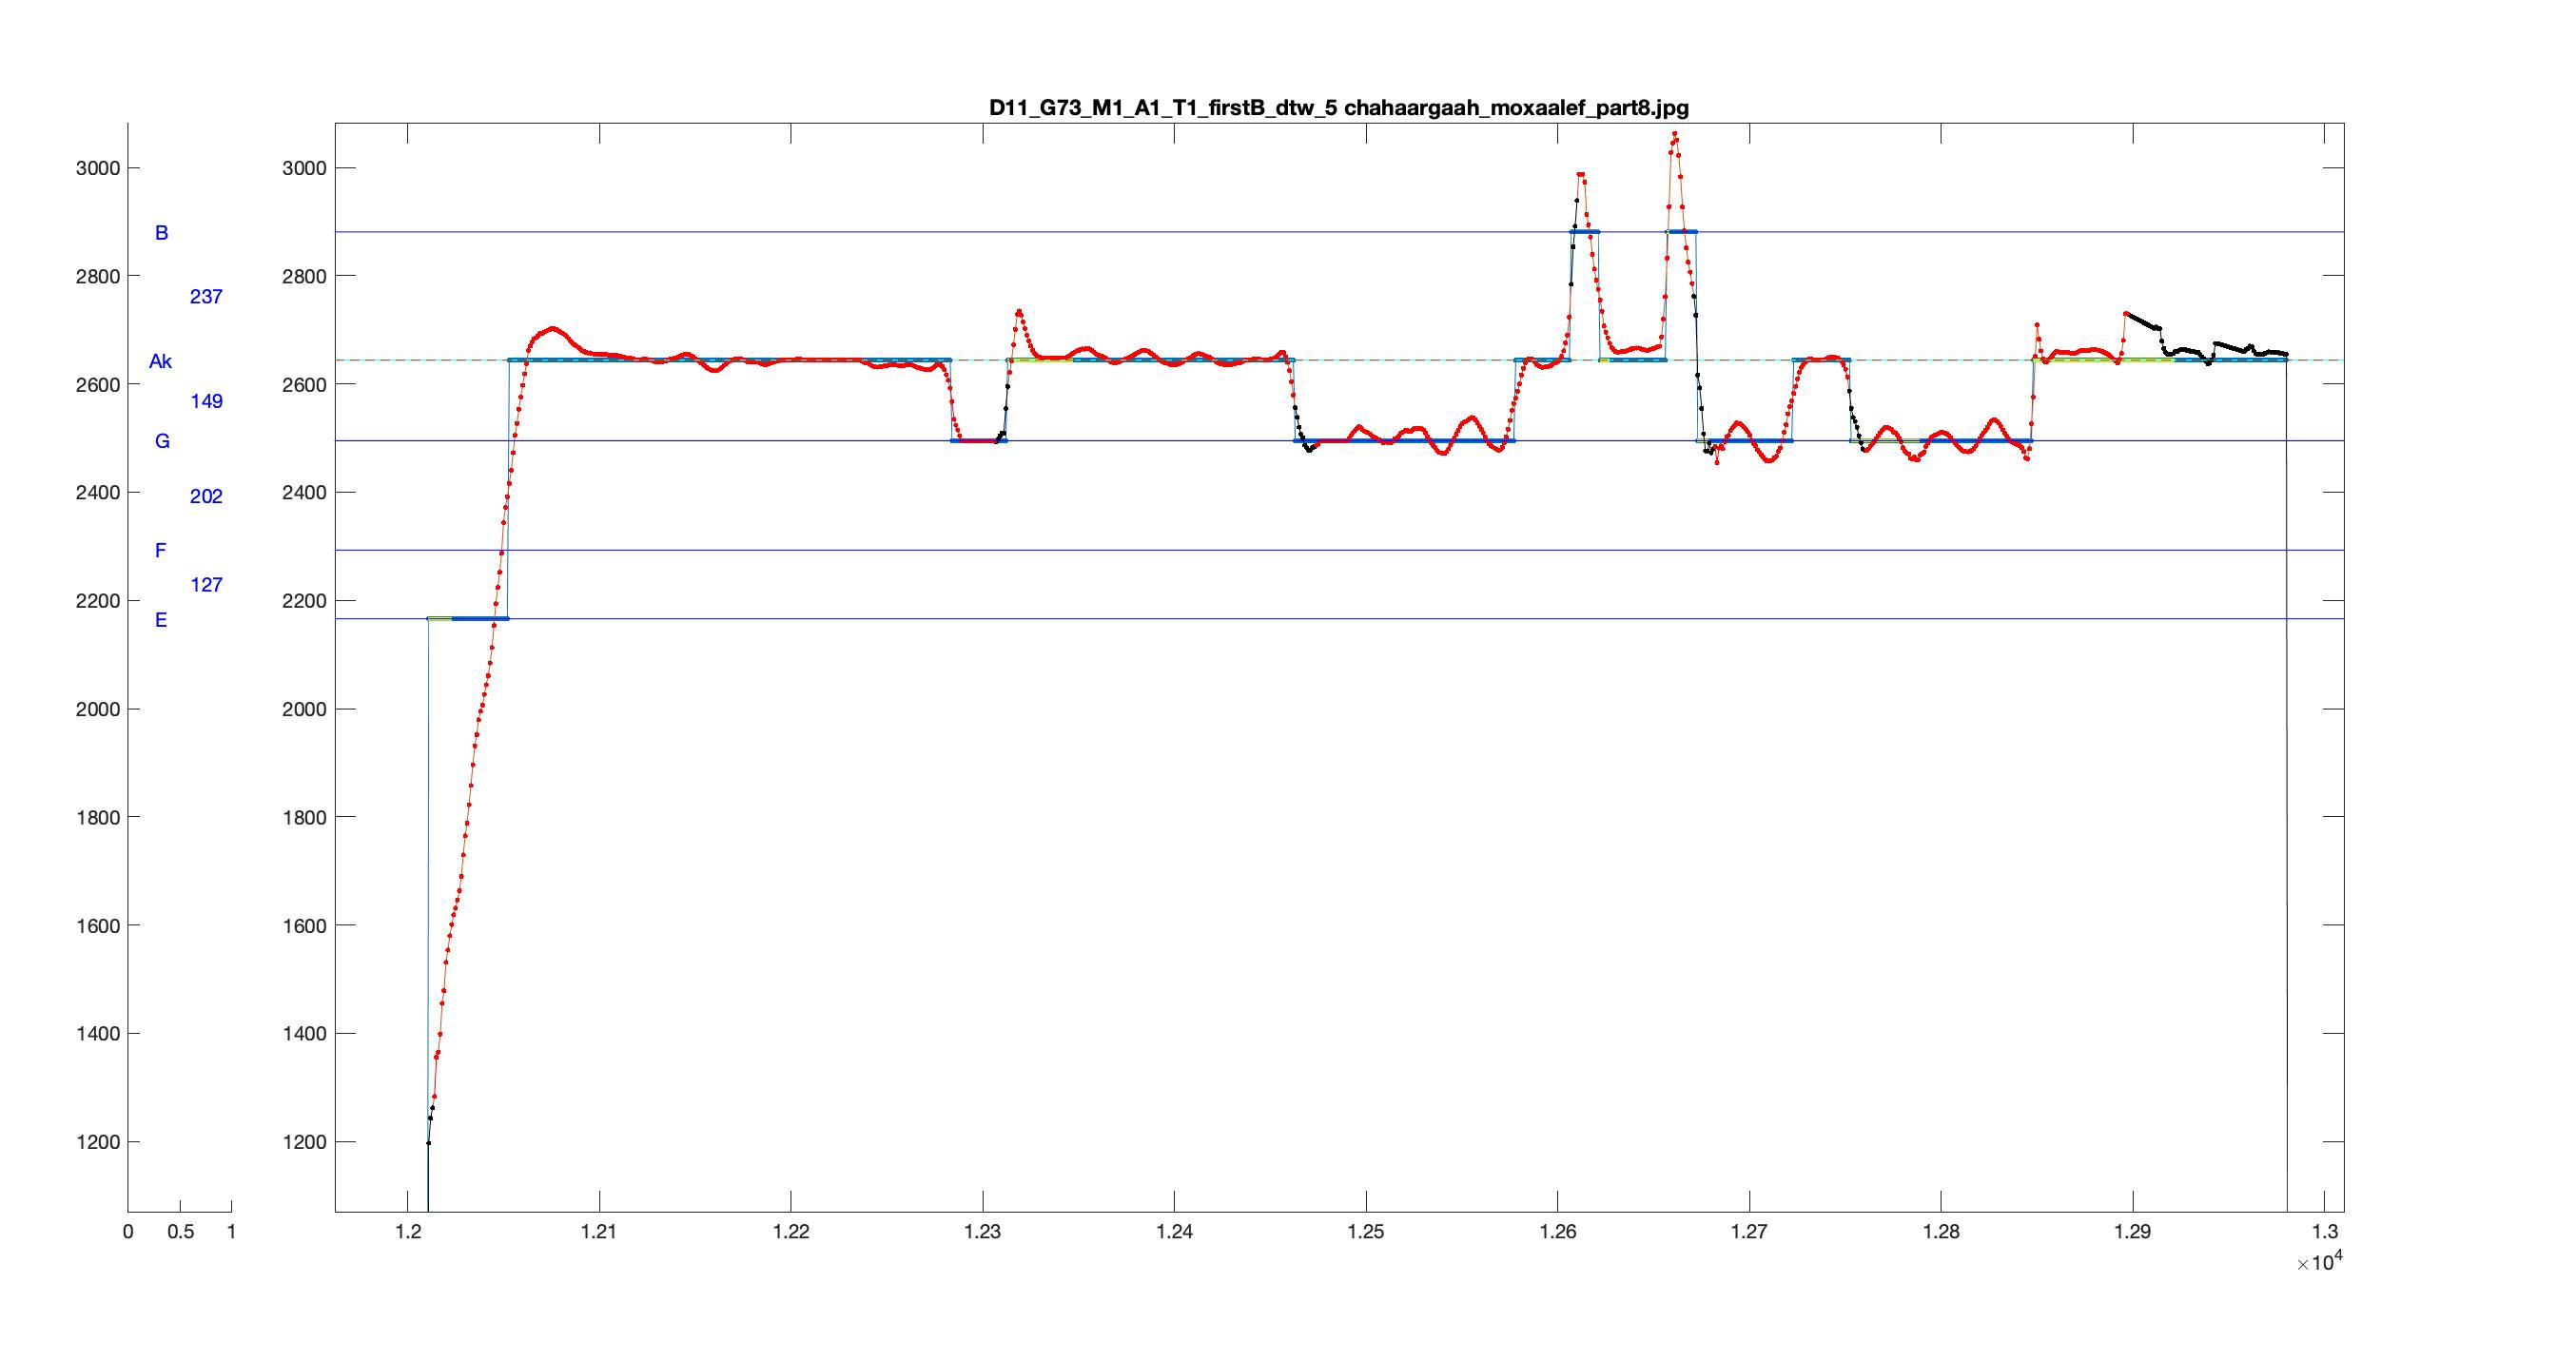 D11_G73_M1_A1_T1_firstB_dtw_5 chahaargaah_moxaalef_part8.jpg
3000 3000
B
2800 2800
237
Ak
2600 2600
149
G
2400 202 2400
F
127
2200 2200
E
2000 2000
1800 1800
1600 1600
1400 1400
1200 1200
0 0.5 1 1.2 1.21 1.22 1.23 1.24 1.25 1.26 1.27 1.28 1.29 1.3
×10⁴